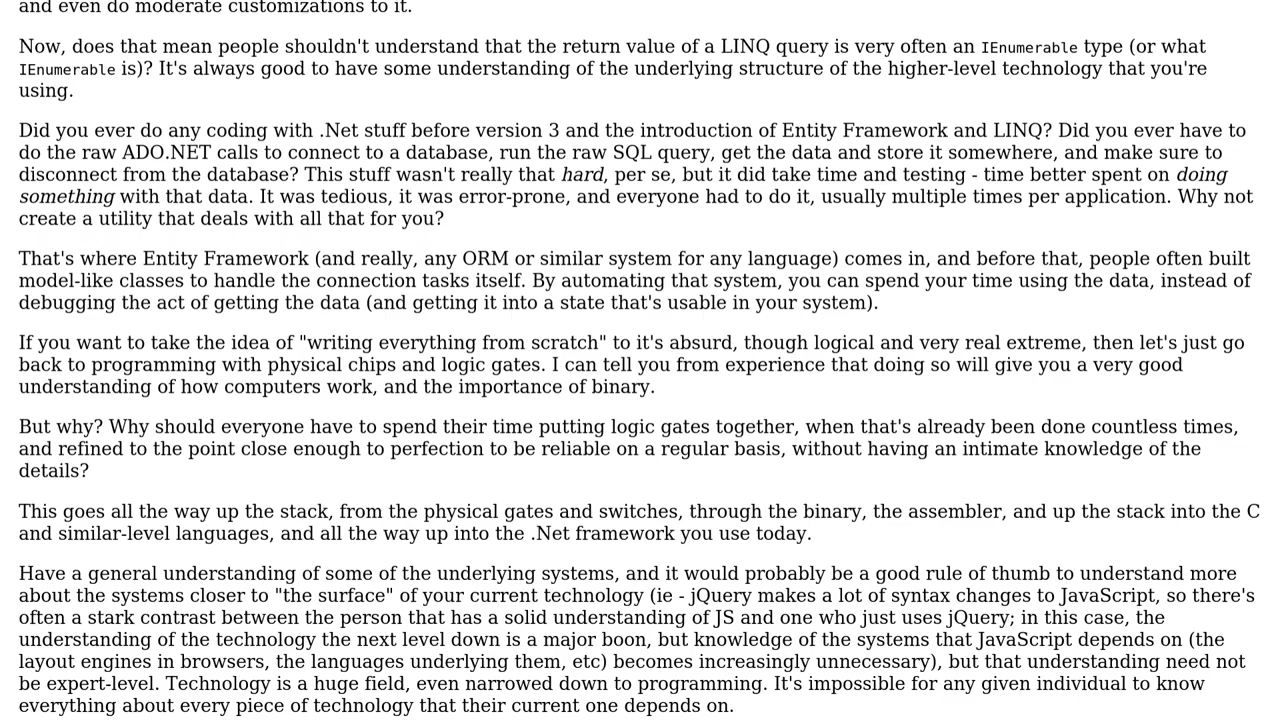 and even do moderate customizations to it.
Now, does that mean people shouldn't understand that the return value of a LINQ query is very often an IEnumerable type (or what
IEnumerable is)? It's always good to have some understanding of the underlying structure of the higher-level technology that you're
using.
Did you ever do any coding with .Net stuff before version 3 and the introduction of Entity Framework and LINQ? Did you ever have to
do the raw ADO.NET calls to connect to a database, run the raw SQL query, get the data and store it somewhere, and make sure to
disconnect from the database? This stuff wasn't really that hard, per se, but it did take time and testing - time better spent on doing
something with that data. It was tedious, it was error-prone, and everyone had to do it, usually multiple times per application. Why not
create a utility that deals with all that for you?
That's where Entity Framework (and really, any ORM or similar system for any language) comes in, and before that, people often built
model-like classes to handle the connection tasks itself. By automating that system, you can spend your time using the data, instead of
debugging the act of getting the data (and getting it into a state that's usable in your system).
If you want to take the idea of "writing everything from scratch" to it's absurd, though logical and very real extreme, then let's just go
back to programming with physical chips and logic gates. I can tell you from experience that doing so will give you a very good
understanding of how computers work, and the importance of binary.
But why? Why should everyone have to spend their time putting logic gates together, when that's already been done countless times,
and refined to the point close enough to perfection to be reliable on a regular basis, without having an intimate knowledge of the
details?
This goes all the way up the stack, from the physical gates and switches, through the binary, the assembler, and up the stack into the C
and similar-level languages, and all the way up into the .Net framework you use today.
Have a general understanding of some of the underlying systems, and it would probably be a good rule of thumb to understand more
about the systems closer to "the surface" of your current technology (ie - jQuery makes a lot of syntax changes to JavaScript, so there's
often a stark contrast between the person that has a solid understanding of JS and one who just uses jQuery; in this case, the
understanding of the technology the next level down is a major boon, but knowledge of the systems that JavaScript depends on (the
layout engines in browsers, the languages underlying them, etc) becomes increasingly unnecessary), but that understanding need not
be expert-level. Technology is a huge field, even narrowed down to programming. It's impossible for any given individual to know
everything about every piece of technology that their current one depends on.